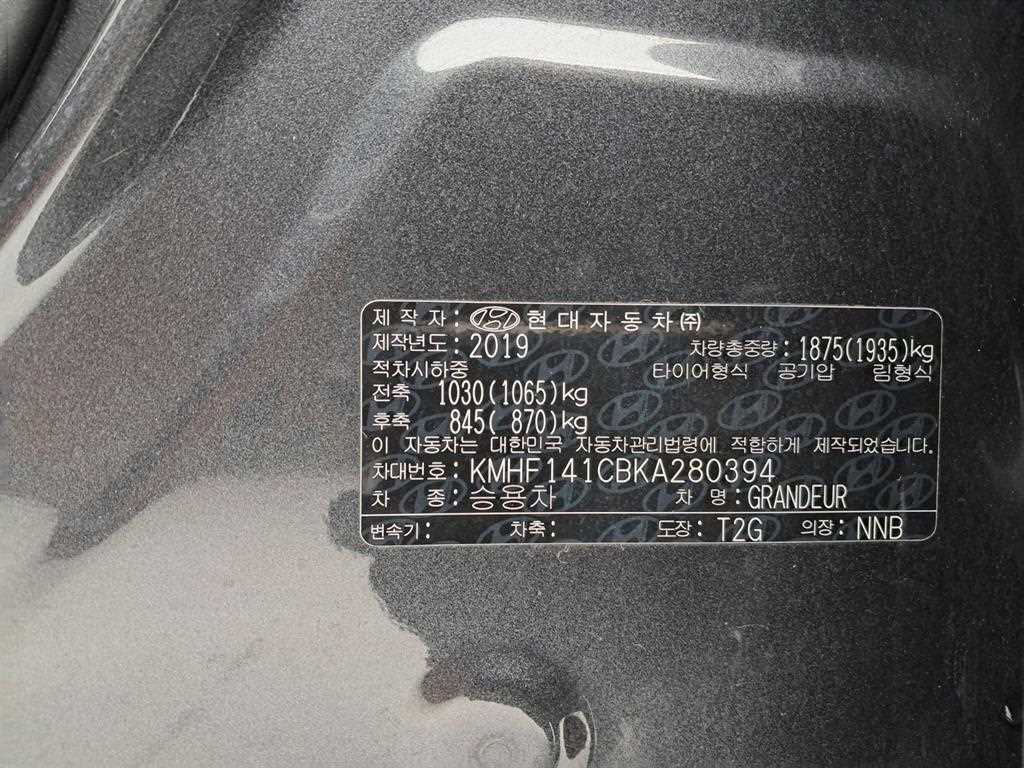 제 작 자 : 현대자동차㈜
제작년도 : 2019 차량총중량 : 1875(1935)kg
적차시하중 타이어형식 공기압 림형식
전축 1030(1065)kg
후축 845( 870)kg
이 자동차는 대한민국 자동차관리법령에 적합하게 제작되었습니다.
차대번호 : KMHF141CBKA280394
차 종 : 승용차 차 명 : GRANDEUR
변속기 : 차축 : 도장 : T2G 의장 : NNB